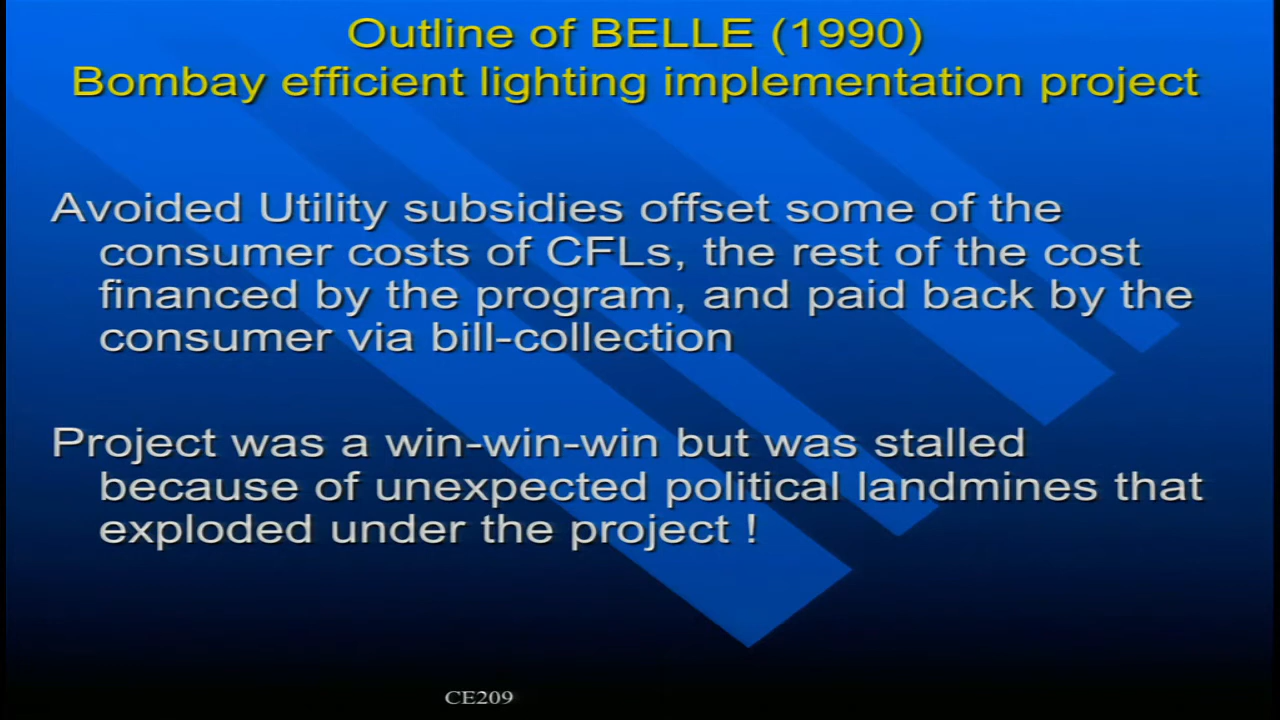 Outline of BELLE (1990)
Bombay efficient lighting implementation project
Avoided Utility subsidies offset some of the
consumer costs of CFLs, the rest of the cost
financed by the program, and paid back by the
consumer via bill-collection
Project was a win-win-win but was stalled
because of unexpected political landmines that
exploded under the project !
CE209